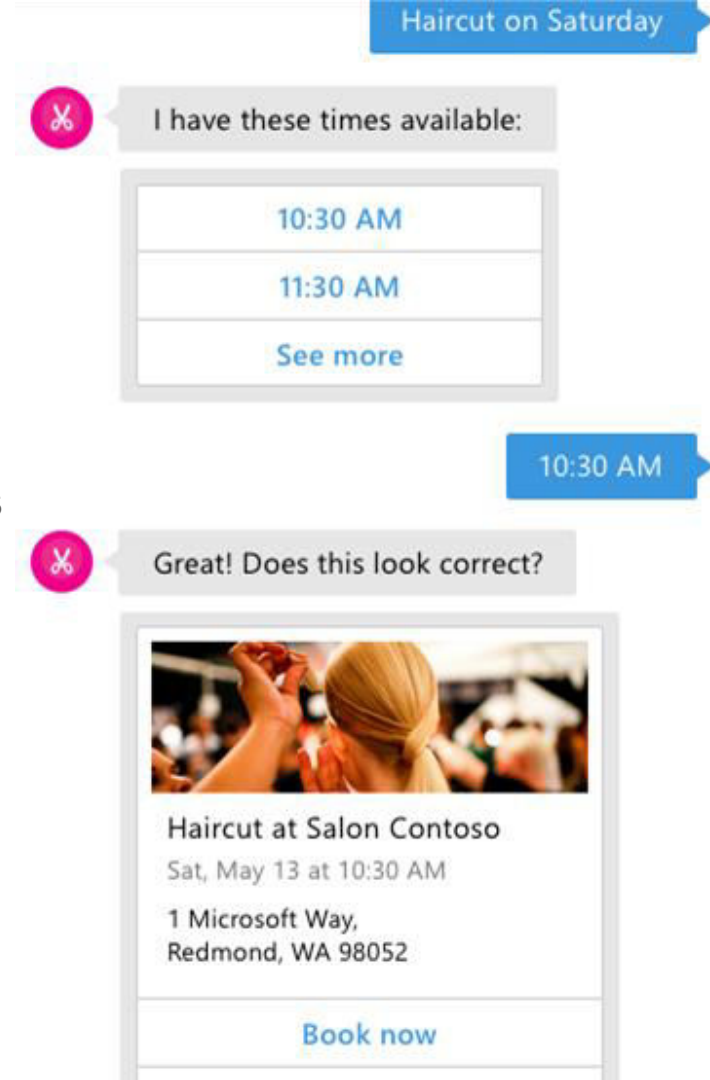 Haircut on Saturday
I have these times available:
10:30 AM
11:30 AM
See more
10:30 AM
Great! Does this look correct?
Haircut at Salon Contoso
Sat, May 13 at 10:30 AM
1 Microsoft Way,
Redmond, WA 98052
Book now